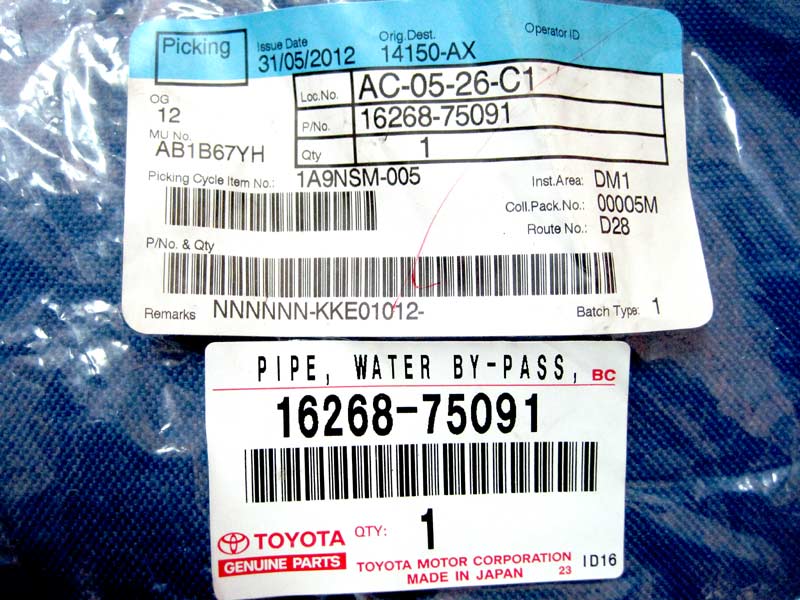 Picking
Issue Date
31/05/2012
Orig.Dest.
14150-AX
Operator ID
OG
12
MU No.
AB1B67YH
Loc.No. AC-05-26-C1
P/No. 16268-75091
Qty 1
Picking Cycle Item No.: 1A9NSM-005
Inst.Area: DM1
Coll.Pack.No.: 00005M
Route No.: D28
P/No. & Qty
Remarks NNNNNN-KKE01012-
Batch Type: 1
PIPE, WATER BY-PASS, BC
16268-75091
TOYOTA
GENUINE PARTS
QTY: 1
TOYOTA MOTOR CORPORATION
MADE IN JAPAN 23
ID16